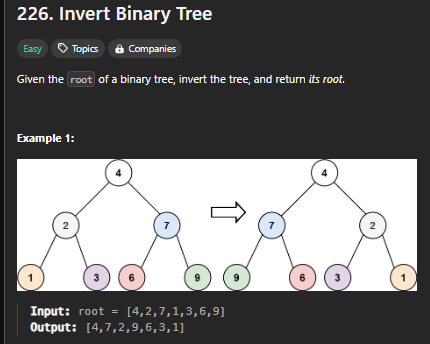 226. Invert Binary Tree
Easy Topics Companies
Given the root of a binary tree, invert the tree, and return its root.
Example 1:
4 4
2 7 7 2
1 3 6 9 9 6 3 1
Input: root = [4,2,7,1,3,6,9]
Output: [4,7,2,9,6,3,1]